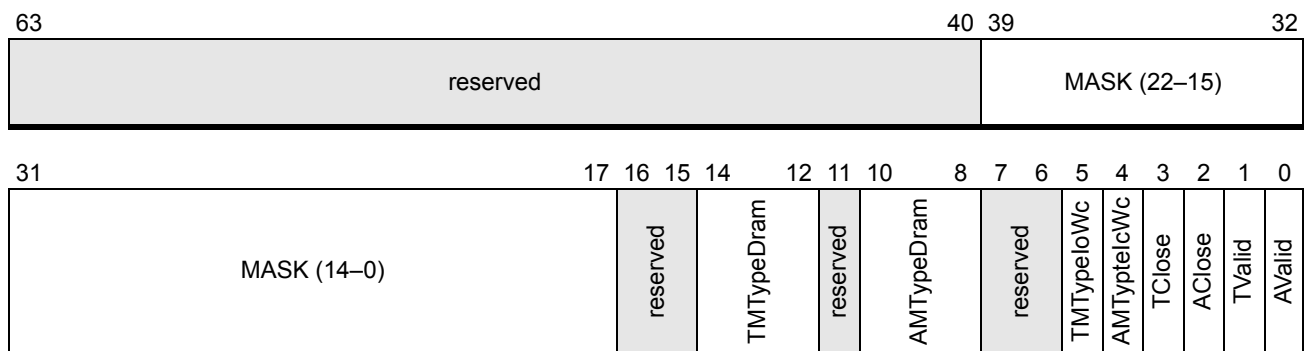 63 40 39 32
reserved MASK (22–15)
31 17 16 15 14 12 11 10 8 7 6 5 4 3 2 1 0
MASK (14–0) reserved TMTypeDram reserved AMTypeDram reserved TMTypeIoWc AMTypteIcWc TClose AClose TValid AValid